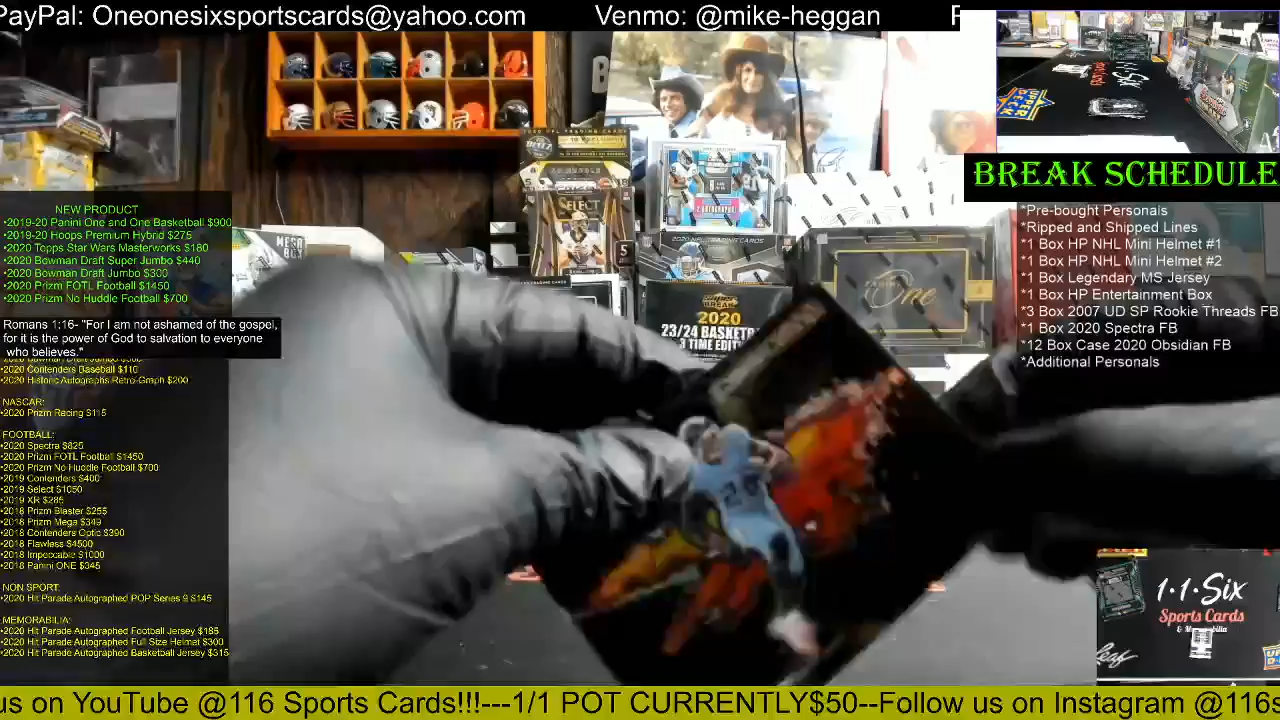 PayPal: Oneonesixsportscards@yahoo.com Venmo: @mike-heggan
BREAK SCHEDULE
*Pre-bought Personals
*Ripped and Shipped Lines
*1 Box HP NHL Mini Helmet #1
*1 Box HP NHL Mini Helmet #2
*1 Box Legendary MS Jersey
*1 Box HP Entertainment Box
*3 Box 2007 UD SP Rookie Threads FB
*1 Box 2020 Spectra FB
*12 Box Case 2020 Obsidian FB
*Additional Personals
NEW PRODUCT
*2019-20 Panini One and One Basketball $900
*2019-20 Hoops Premium Hybrid $275
*2020 Topps Star Wars Masterworks $180
*2020 Bowman Draft Super Jumbo $440
*2020 Bowman Draft Jumbo $300
*2020 Prizm FOTL Football $1450
*2020 Prizm No Huddle Football $700
Romans 1:16- "For I am not ashamed of the gospel,
for it is the power of God to salvation to everyone
who believes."
*2020 Contenders Baseball $110
*2020 Historic Autographs Retro-Graph $200
NASCAR:
*2020 Prizm Racing $115
FOOTBALL:
*2020 Spectra $825
*2020 Prizm FOTL Football $1450
*2020 Prizm No Huddle Football $700
*2019 Contenders $400
*2019 Select $1050
*2019 XR $285
*2018 Prizm Blaster $255
*2018 Prizm Mega $349
*2018 Contenders Optic $390
*2018 Flawless $4500
*2018 Impeccable $1000
*2018 Panini ONE $345
NON SPORT:
*2020 Hit Parade Autographed POP Series 9 $145
MEMORABILIA:
*2020 Hit Parade Autographed Football Jersey $185
*2020 Hit Parade Autographed Full Size Helmet $300
*2020 Hit Parade Autographed Basketball Jersey $315
SELECT
5
2020 NFL TRADING CARDS
2020
23/24 BASKETB
3 TIME EDIT
One
MEGA
BOX
26
1·1·Six
Sports Cards
Leaf
us on YouTube @116 Sports Cards!!!---1/1 POT CURRENTLY$50--Follow us on Instagram @116s